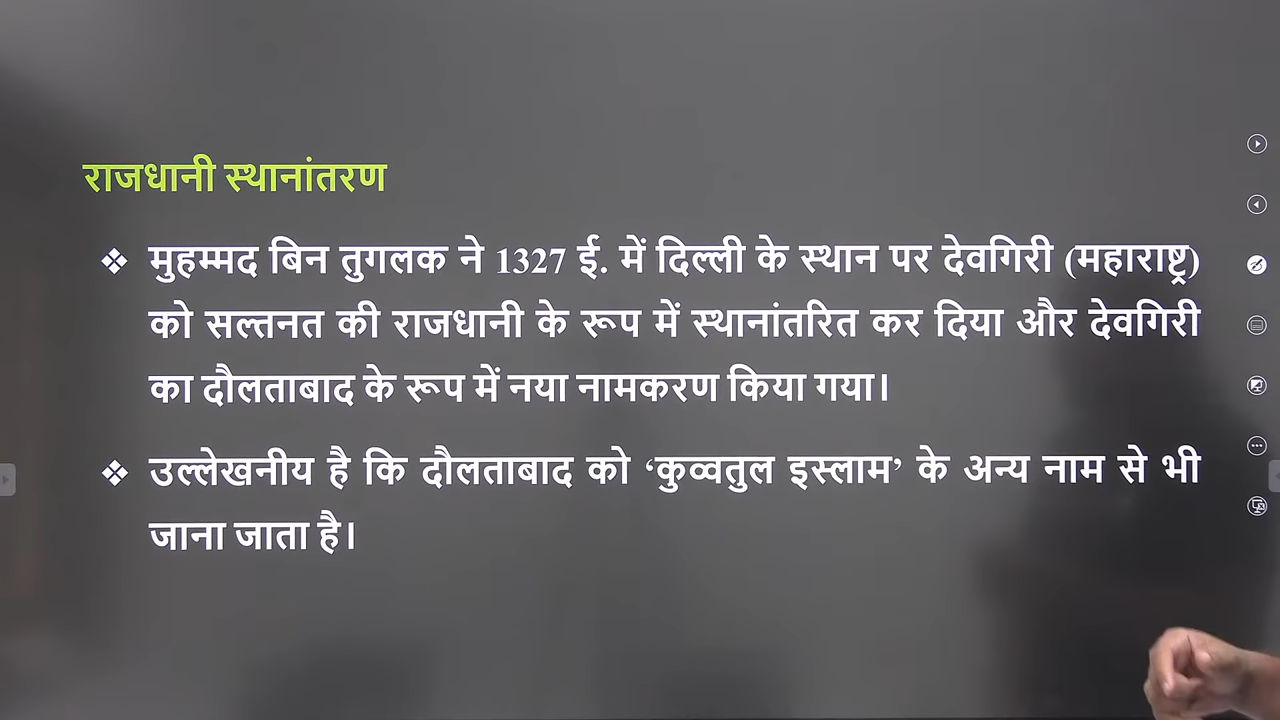 राजधानी स्थानांतरण
❖ मुहम्मद बिन तुगलक ने 1327 ई. में दिल्ली के स्थान पर देवगिरी (महाराष्ट्र)
को सल्तनत की राजधानी के रूप में स्थानांतरित कर दिया और देवगिरी
का दौलताबाद के रूप में नया नामकरण किया गया।
❖ उल्लेखनीय है कि दौलताबाद को ‘कुव्वतुल इस्लाम’ के अन्य नाम से भी
जाना जाता है।